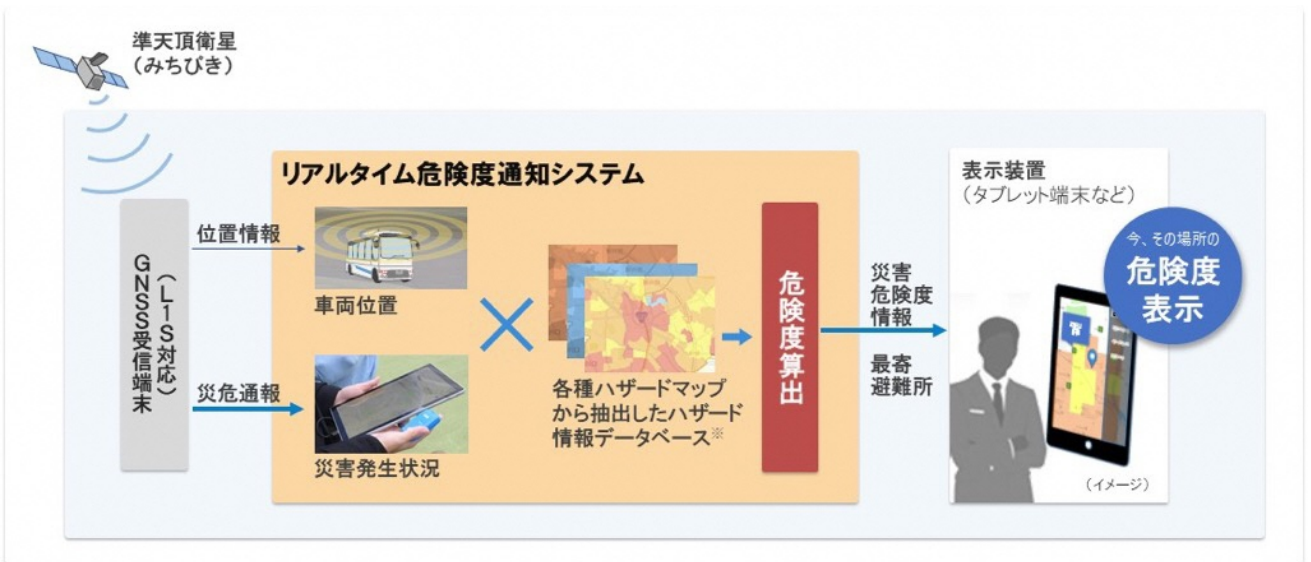 準天頂衛星
（みちびき）
リアルタイム危険度通知システム
GNSS受信端末
（L1S対応）
位置情報
車両位置
災危通報
災害発生状況
各種ハザードマップ
から抽出したハザード
情報データベース※
危険度算出
災害
危険度
情報
最寄
避難所
表示装置
（タブレット端末など）
今、その場所の
危険度
表示
（イメージ）